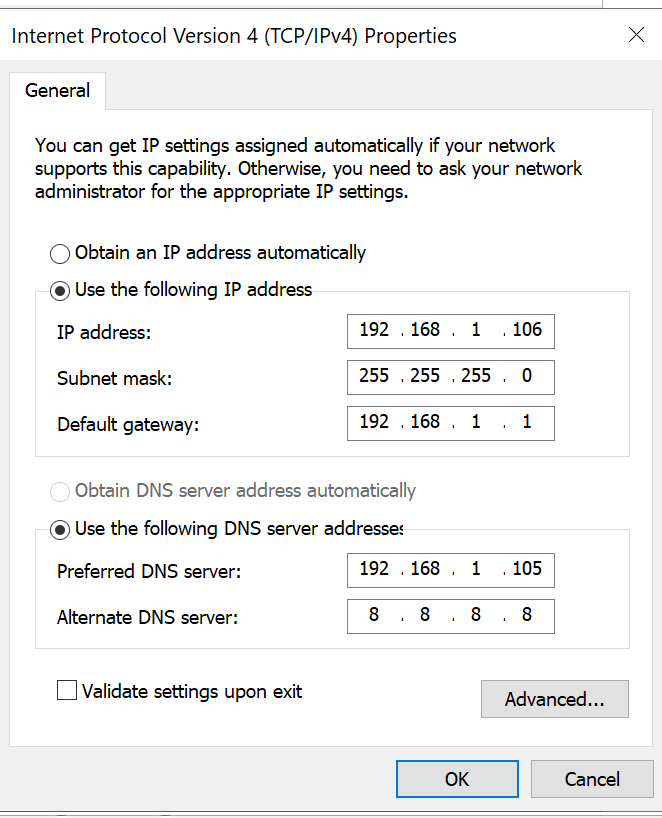 Internet Protocol Version 4 (TCP/IPv4) Properties
General
You can get IP settings assigned automatically if your network
supports this capability. Otherwise, you need to ask your network
administrator for the appropriate IP settings.
Obtain an IP address automatically
Use the following IP address
IP address: 192 . 168 . 1 . 106
Subnet mask: 255 . 255 . 255 . 0
Default gateway: 192 . 168 . 1 . 1
Obtain DNS server address automatically
Use the following DNS server addresses
Preferred DNS server: 192 . 168 . 1 . 105
Alternate DNS server: 8 . 8 . 8 . 8
Validate settings upon exit
Advanced...
OK Cancel